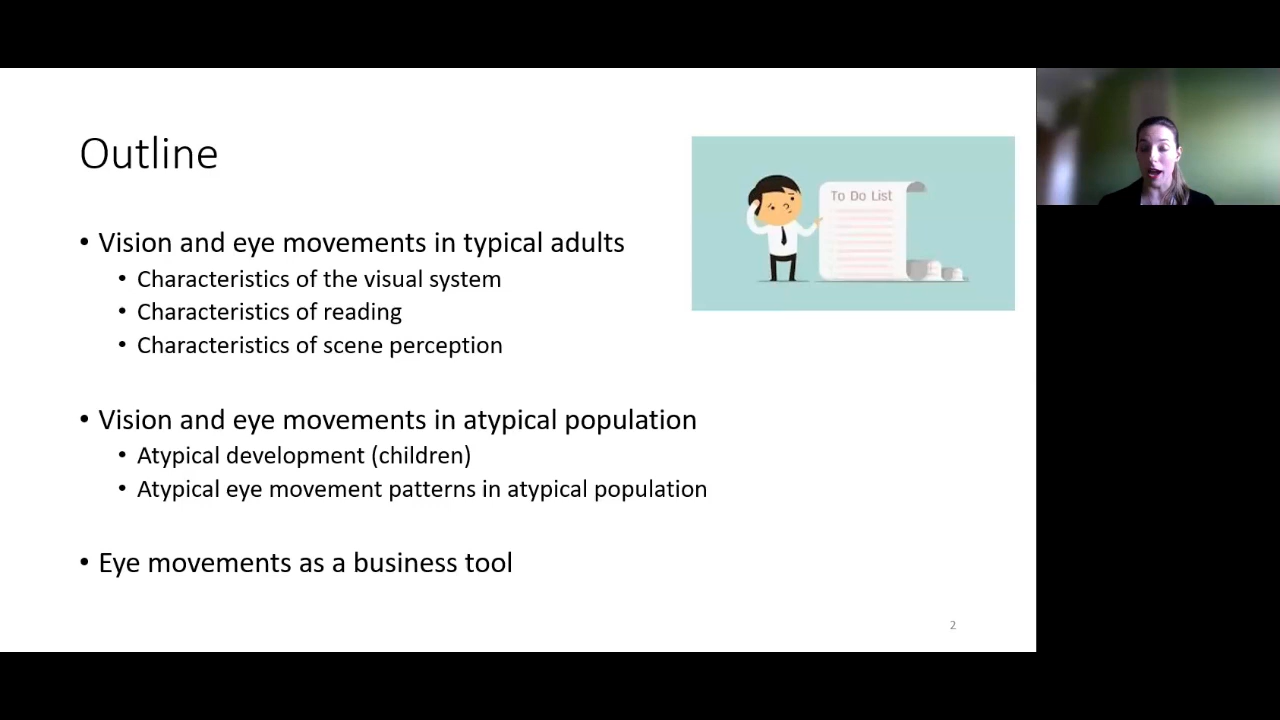 Outline
To Do List
• Vision and eye movements in typical adults
• Characteristics of the visual system
• Characteristics of reading
• Characteristics of scene perception
• Vision and eye movements in atypical population
• Atypical development (children)
• Atypical eye movement patterns in atypical population
• Eye movements as a business tool
2